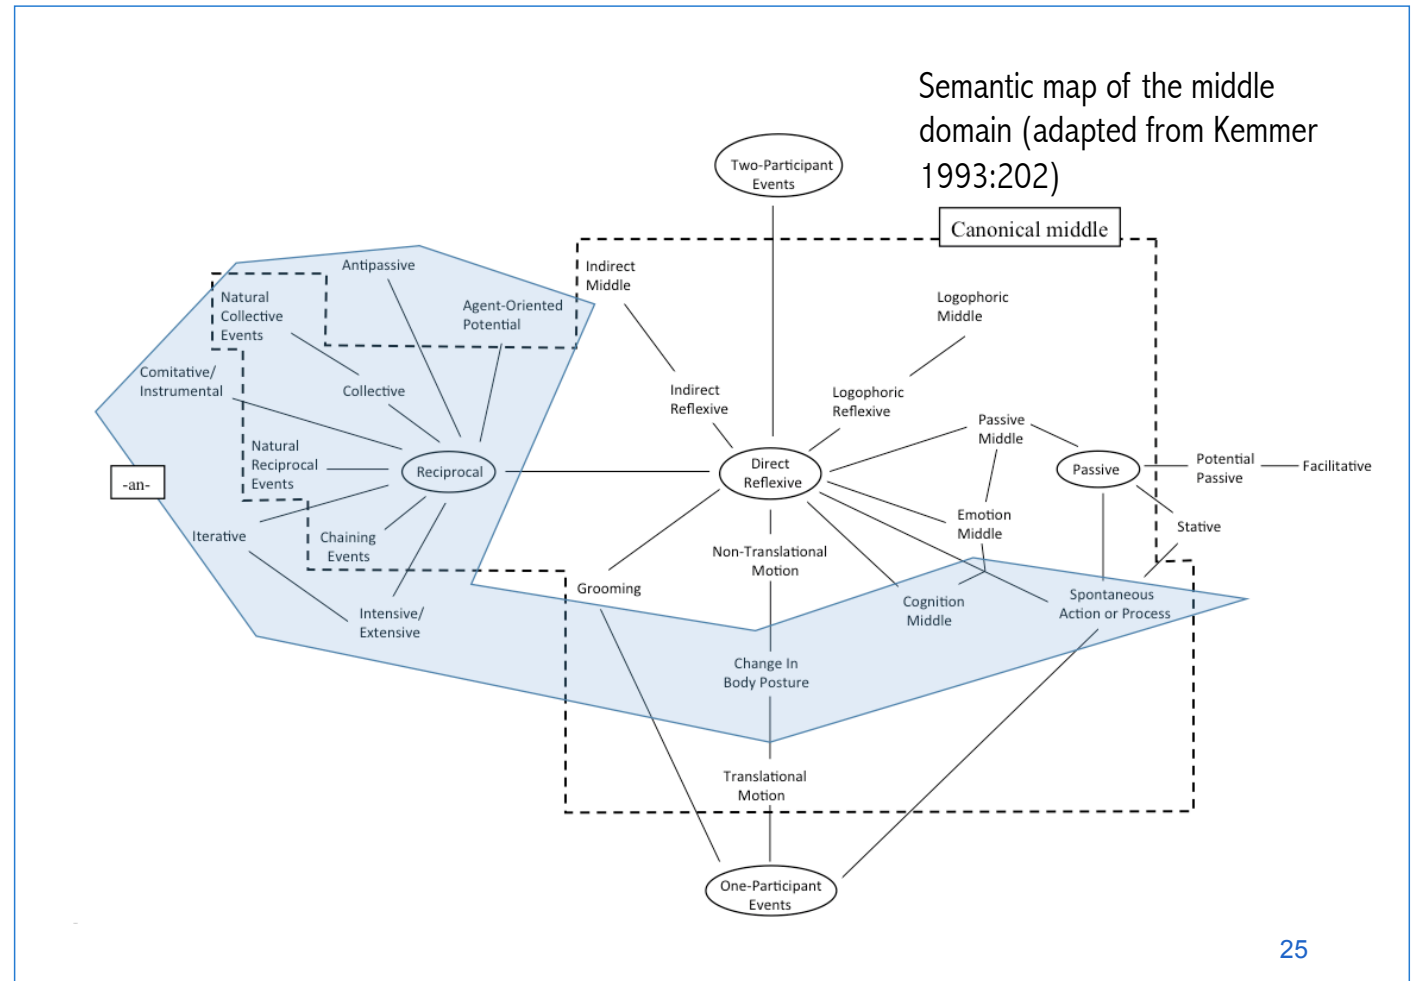 Semantic map of the middle
domain (adapted from Kemmer
1993:202)
Two-Participant
Events
Canonical middle
Antipassive
Indirect
Middle
Natural
Collective
Events
Agent-Oriented
Potential
Logophoric
Middle
Comitative/
Instrumental
Collective
Indirect
Reflexive
Logophoric
Reflexive
Passive
Middle
Natural
Reciprocal
Events
Reciprocal
Direct
Reflexive
Passive
Potential
Passive
Facilitative
-an-
Iterative
Chaining
Events
Non-Translational
Motion
Emotion
Middle
Stative
Grooming
Cognition
Middle
Spontaneous
Action or Process
Intensive/
Extensive
Change In
Body Posture
Translational
Motion
One-Participant
Events
25